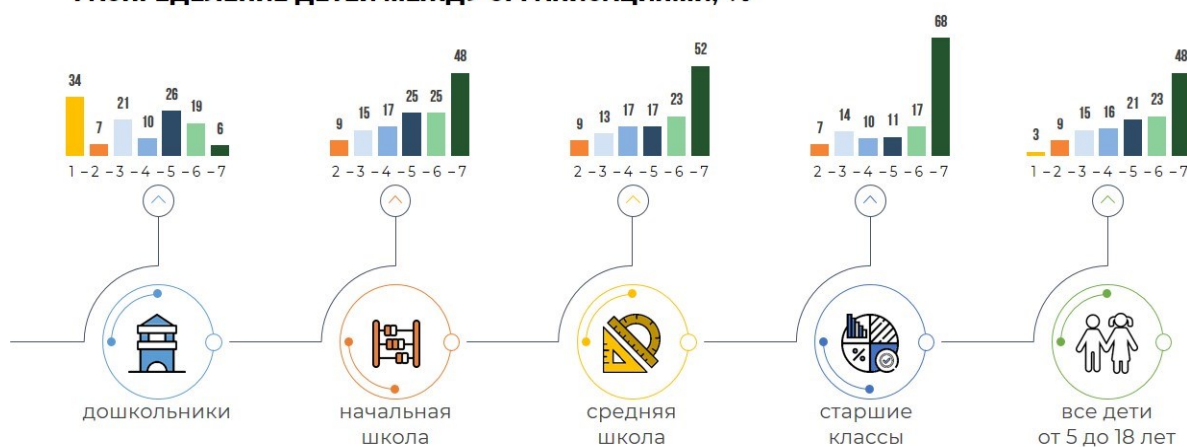 РАСПРЕДЕЛЕНИЕ ДЕТЕЙ МЕЖДУ ОРГАНИЗАЦИЯМИ, %
34 7 21 10 26 19 6
1 –2 –3 –4 –5 –6 –7
9 15 17 25 25 48
2 –3 –4 –5 –6 –7
9 13 17 17 23 52
2 –3 –4 –5 –6 –7
7 14 10 11 17 68
2 –3 –4 –5 –6 –7
3 9 15 16 21 23 48
1 –2 –3 –4 –5 –6 –7
%
дошкольники
начальная
школа
средняя
школа
старшие
классы
все дети
от 5 до 18 лет